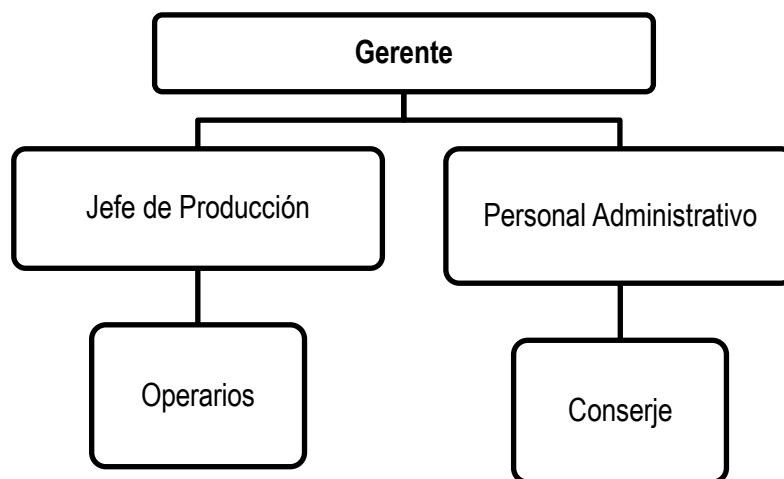 Gerente
Jefe de Producción
Personal Administrativo
Operarios
Conserje